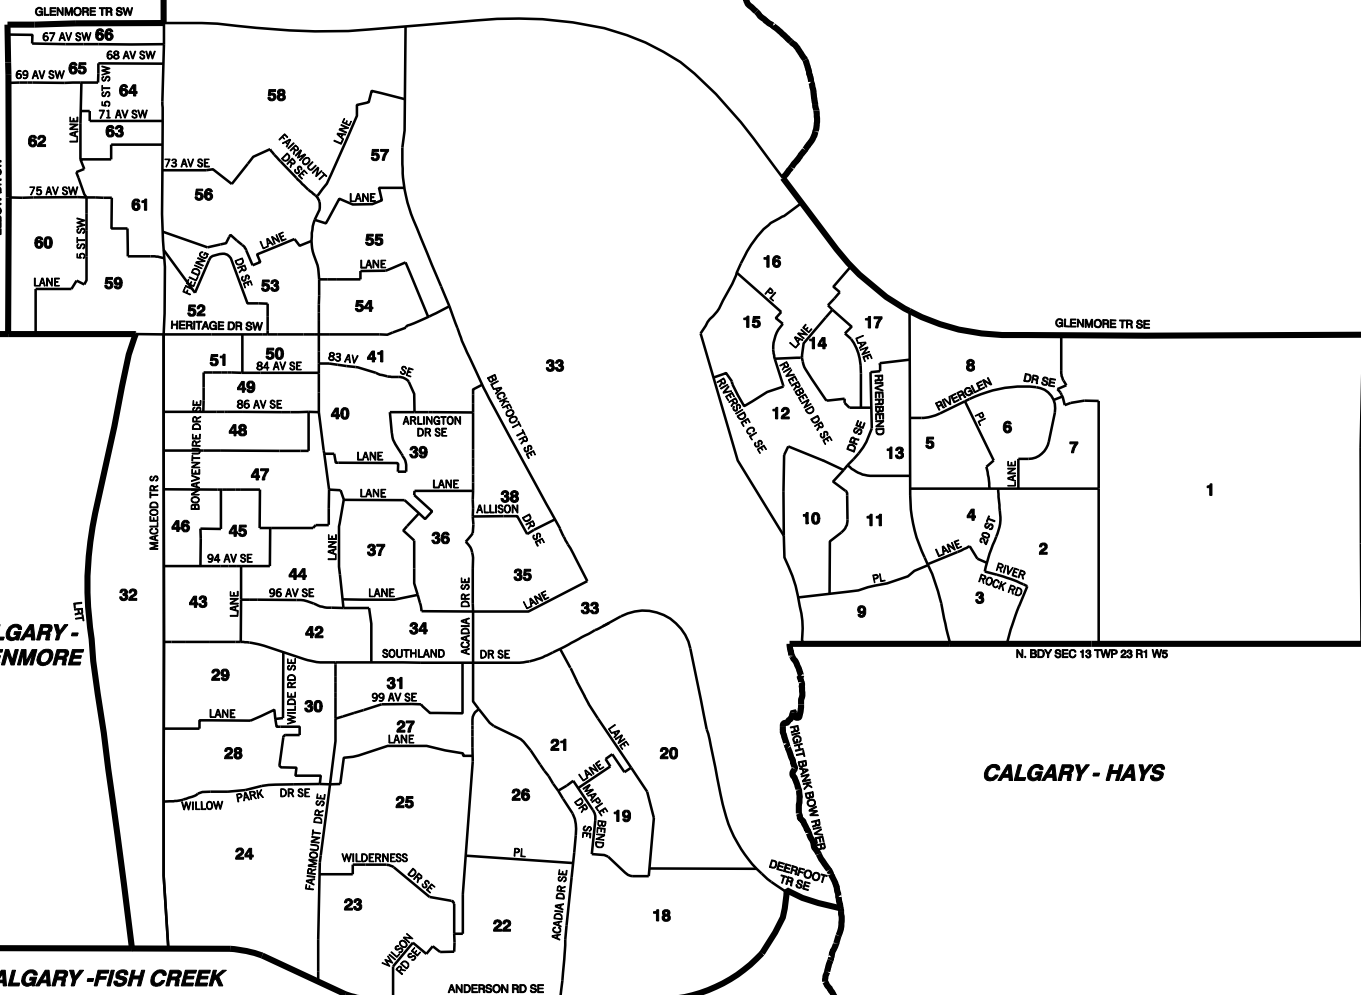 GLENMORE TR SW
67 AV SW 66
68 AV SW
65
69 AV SW
5 ST SW
64
58
71 AV SW
63
LANE
62
LANE
57
FAIRMOUNT
DR SE
73 AV SE
75 AV SW
56
61
LANE
60
5 ST SW
LANE
55
16
FIELDING
DR SE
LANE
53
LANE
59
PL
52
54
15
17
HERITAGE DR SW
GLENMORE TR SE
LANE
14
LANE
51
50
84 AV SE
83 AV
SE
41
33
8
49
BLACKFOOT TR SE
RIVERSIDE CL SE
RIVERBEND DR SE
RIVERBEND
DR SE
RIVERGLEN
DR SE
86 AV SE
40
12
PL
6
BONAVENTURE DR SE
48
ARLINGTON
DR SE
39
13
5
7
LANE
47
LANE
LANE
LANE
38
1
MACLEOD TR S
46
45
ALLISON
DR SE
10
11
4
20 ST
36
94 AV SE
LANE
37
LANE
2
44
35
PL
RIVER
ROCK RD
32
43
LANE
96 AV SE
LANE
ACADIA DR SE
LANE
33
9
3
LRT
LGARY -
ENMORE
42
34
SOUTHLAND
DR SE
N. BDY SEC 13 TWP 23 R1 W5
29
WILDE RD SE
31
99 AV SE
30
LANE
27
LANE
28
21
LANE
20
RIGHT BANK BOW RIVER
CALGARY - HAYS
LANE
WILLOW
PARK
DR SE
FAIRMOUNT DR SE
25
26
DR SE
MAPLE BEND
19
24
WILDERNESS
DR SE
PL
DEERFOOT
TR SE
23
ACADIA DR SE
22
18
WILSON
RD SE
ALGARY -FISH CREEK
ANDERSON RD SE